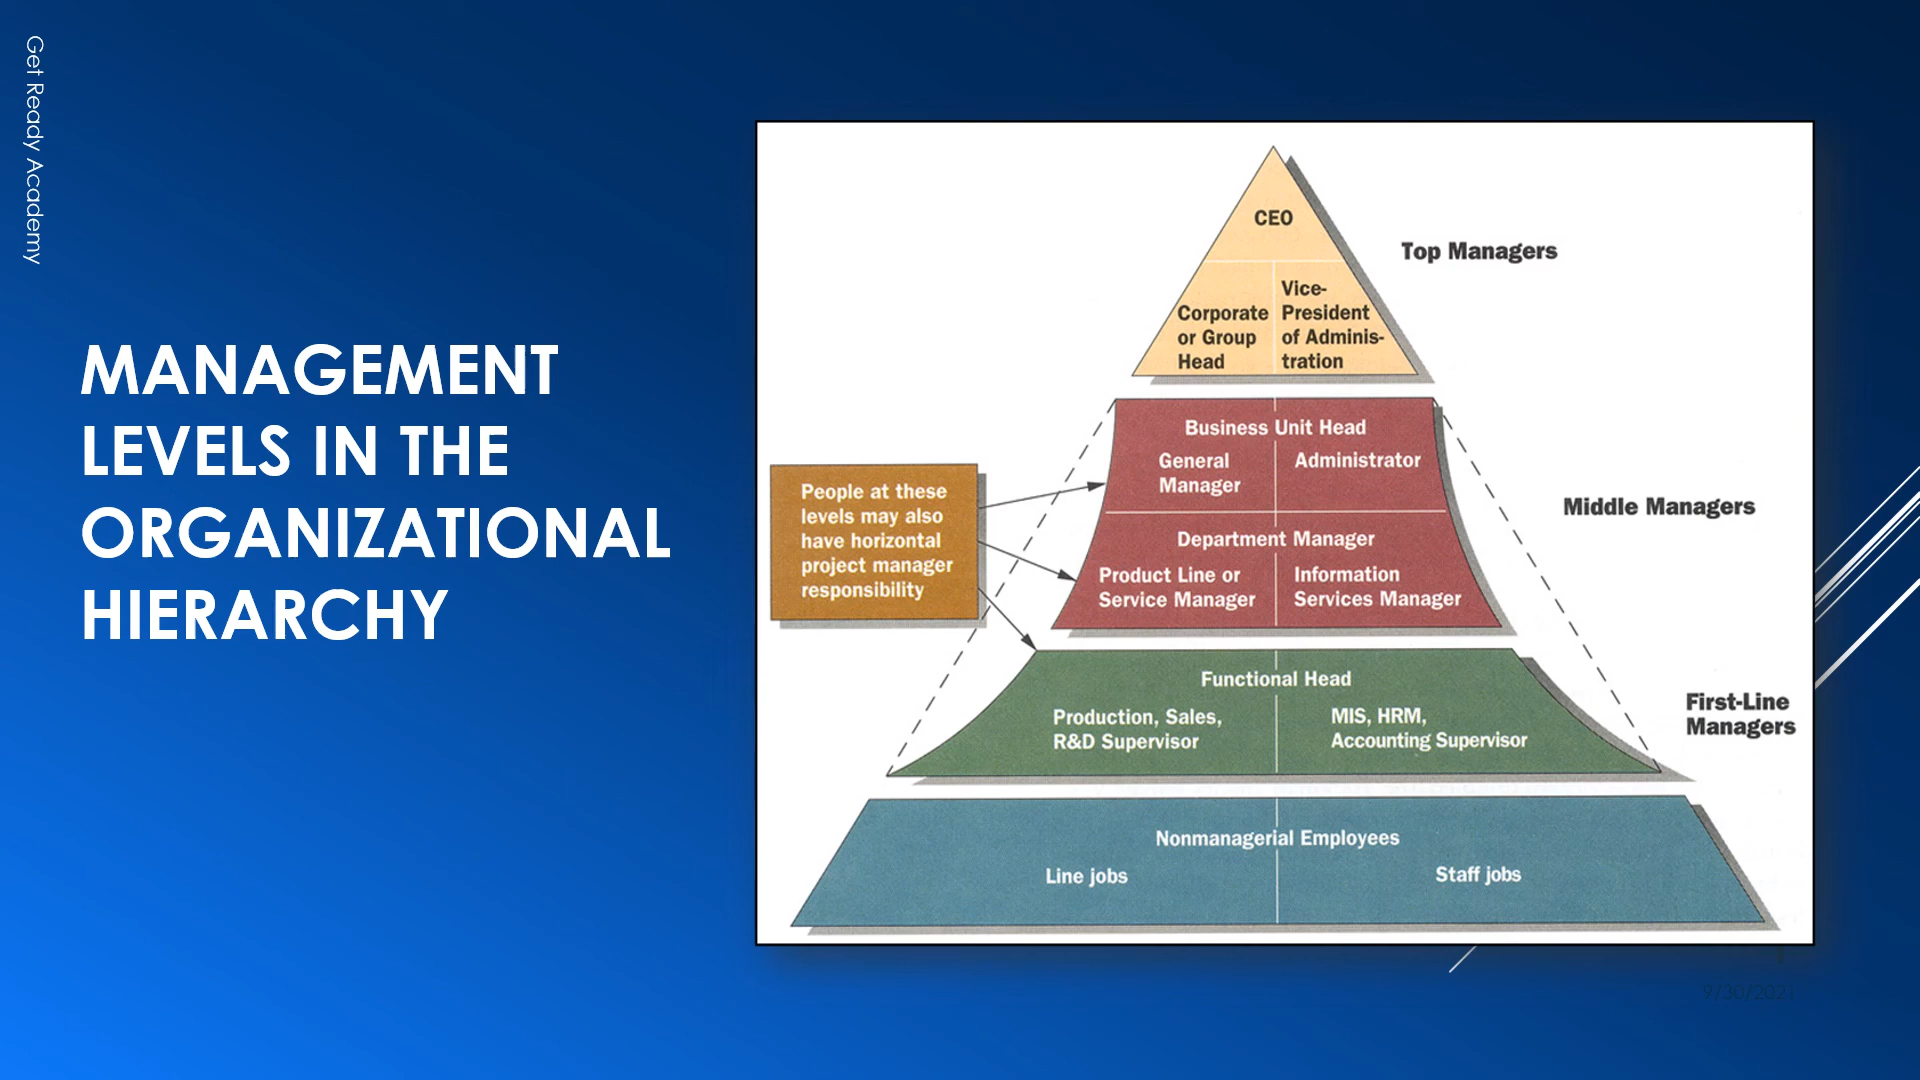 Get Ready Academy
MANAGEMENT
LEVELS IN THE
ORGANIZATIONAL
HIERARCHY
CEO
Corporate
or Group
Head
Vice-
President
of Adminis-
tration
Top Managers
Business Unit Head
General
Manager
Administrator
Department Manager
Product Line or
Service Manager
Information
Services Manager
Middle Managers
People at these
levels may also
have horizontal
project manager
responsibility
Functional Head
Production, Sales,
R&D Supervisor
MIS, HRM,
Accounting Supervisor
First-Line
Managers
Nonmanagerial Employees
Line jobs
Staff jobs
9/30/2021